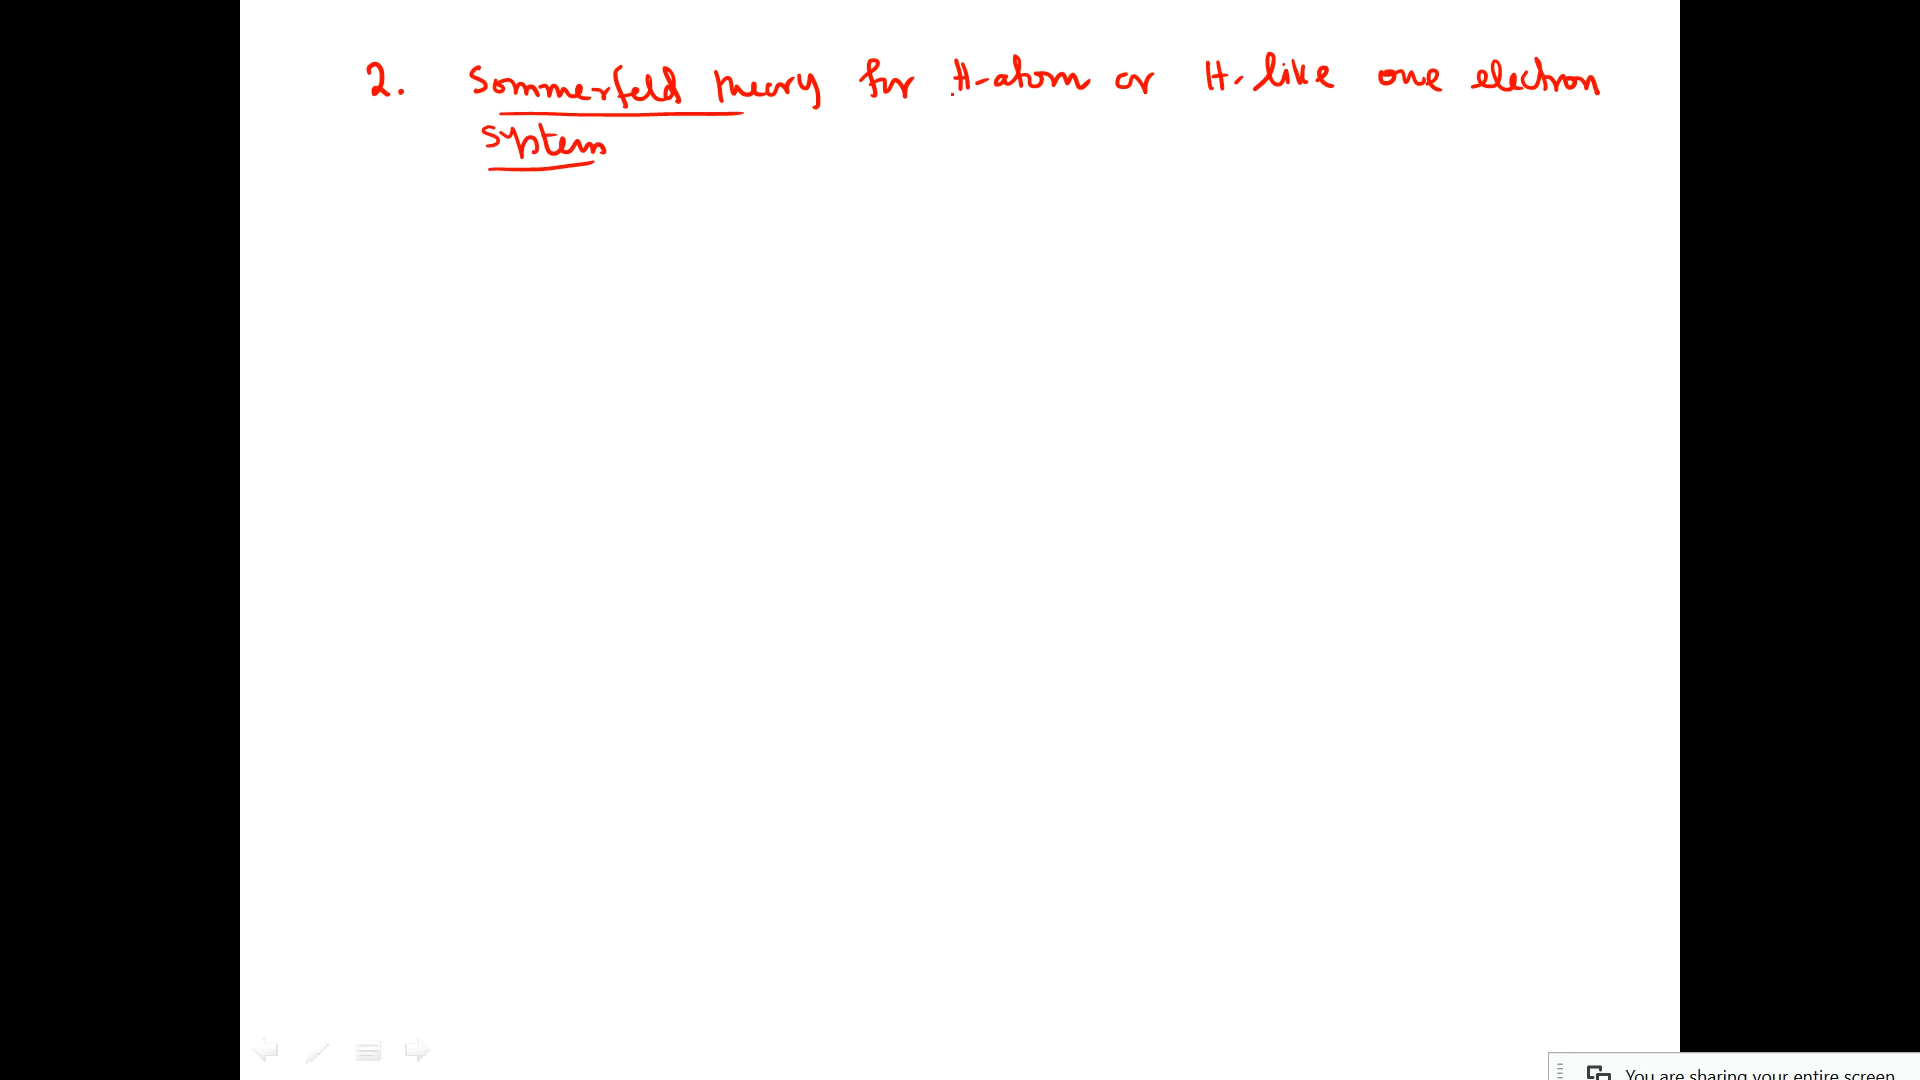 2. Sommerfeld theory for H-atom or H-like one electron
system
You are sharing your entire screen